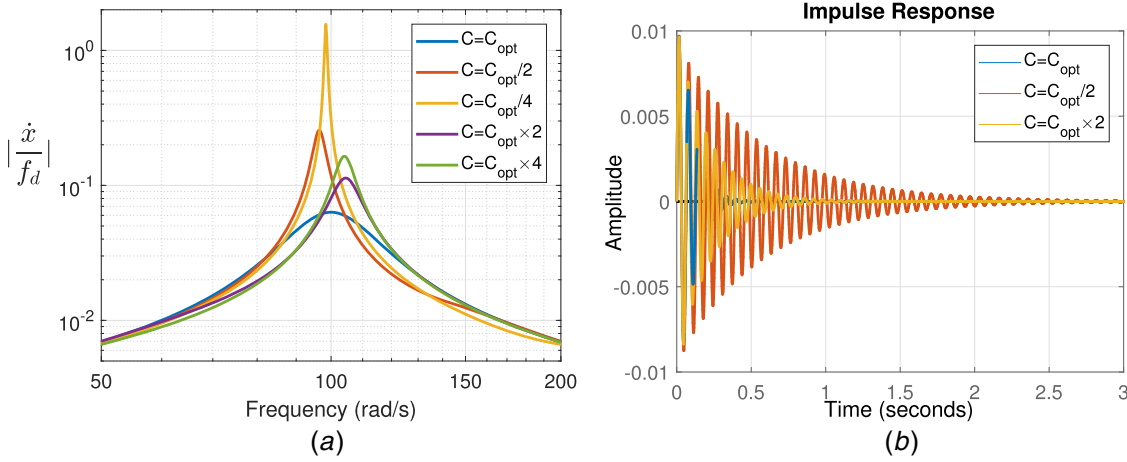 10^0
10^-1
10^-2
|ẋ/f_d|
C=C_opt
C=C_opt/2
C=C_opt/4
C=C_opt×2
C=C_opt×4
50 100 150 200
Frequency (rad/s)
(a)
Impulse Response
0.01
0.005
0
-0.005
-0.01
Amplitude
C=C_opt
C=C_opt/2
C=C_opt×2
0 0.5 1 1.5 2 2.5 3
Time (seconds)
(b)